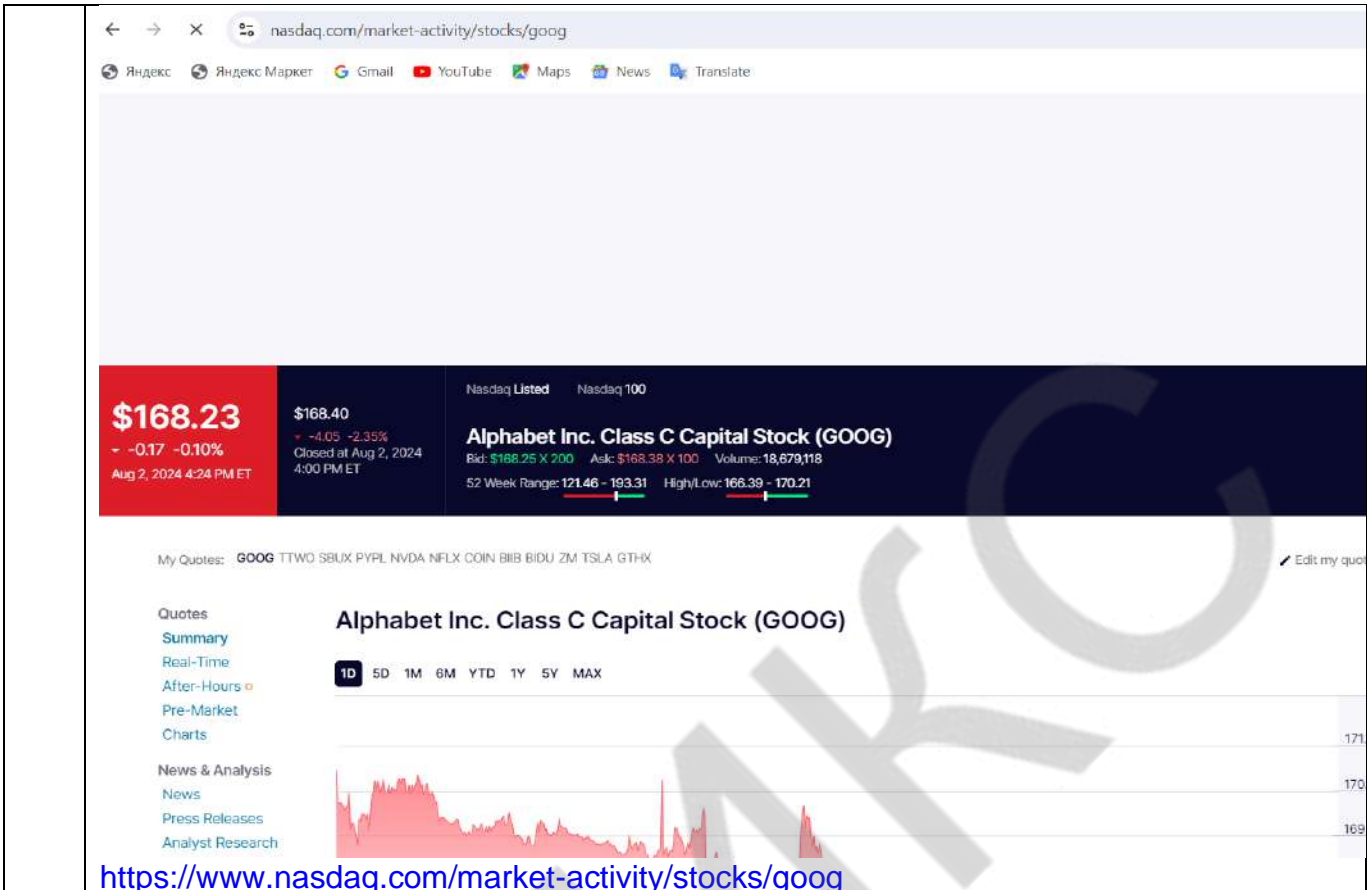 nasdaq.com/market-activity/stocks/goog
Яндекс Яндекс Маркет Gmail YouTube Maps News Translate
Nasdaq Listed Nasdaq 100
$168.23
-0.17 -0.10%
Aug 2, 2024 4:24 PM ET
$168.40
-4.05 -2.35%
Closed at Aug 2, 2024
4:00 PM ET
Alphabet Inc. Class C Capital Stock (GOOG)
Bid: $168.25 X 200 Ask: $168.38 X 100 Volume: 18,679,118
52 Week Range: 121.46 - 193.31 High/Low: 166.39 - 170.21
My Quotes: GOOG TTWO SBUX PYPL NVDA NFLX COIN BIIB BIDU ZM TSLA GTHX
Edit my quot
Quotes
Summary
Real-Time
After-Hours
Pre-Market
Charts
News & Analysis
News
Press Releases
Analyst Research
Alphabet Inc. Class C Capital Stock (GOOG)
1D 5D 1M 6M YTD 1Y 5Y MAX
171.
170.
169
https://www.nasdaq.com/market-activity/stocks/goog
МКС